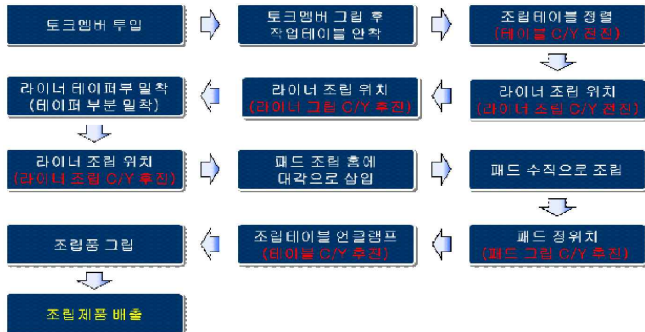 토크멤버 투입
토크멤버 그립 후
작업테이블 안착
조립테이블 정렬
(테이블 C/Y 전진)
라이너 조립 위치
(라이너 조립 C/Y 전진)
라이너 조립 위치
(라이너 그립 C/Y 후진)
라이너 테이퍼부 밀착
(테이퍼 부분 밀착)
라이너 조립 위치
(라이너 조립 C/Y 후진)
패드 조립 홈에
대각으로 삽입
패드 수직으로 조립
패드 정위치
(패드 그립 C/Y 후진)
조립테이블 언클램프
(테이블 C/Y 후진)
조립품 그립
조립제품 배출